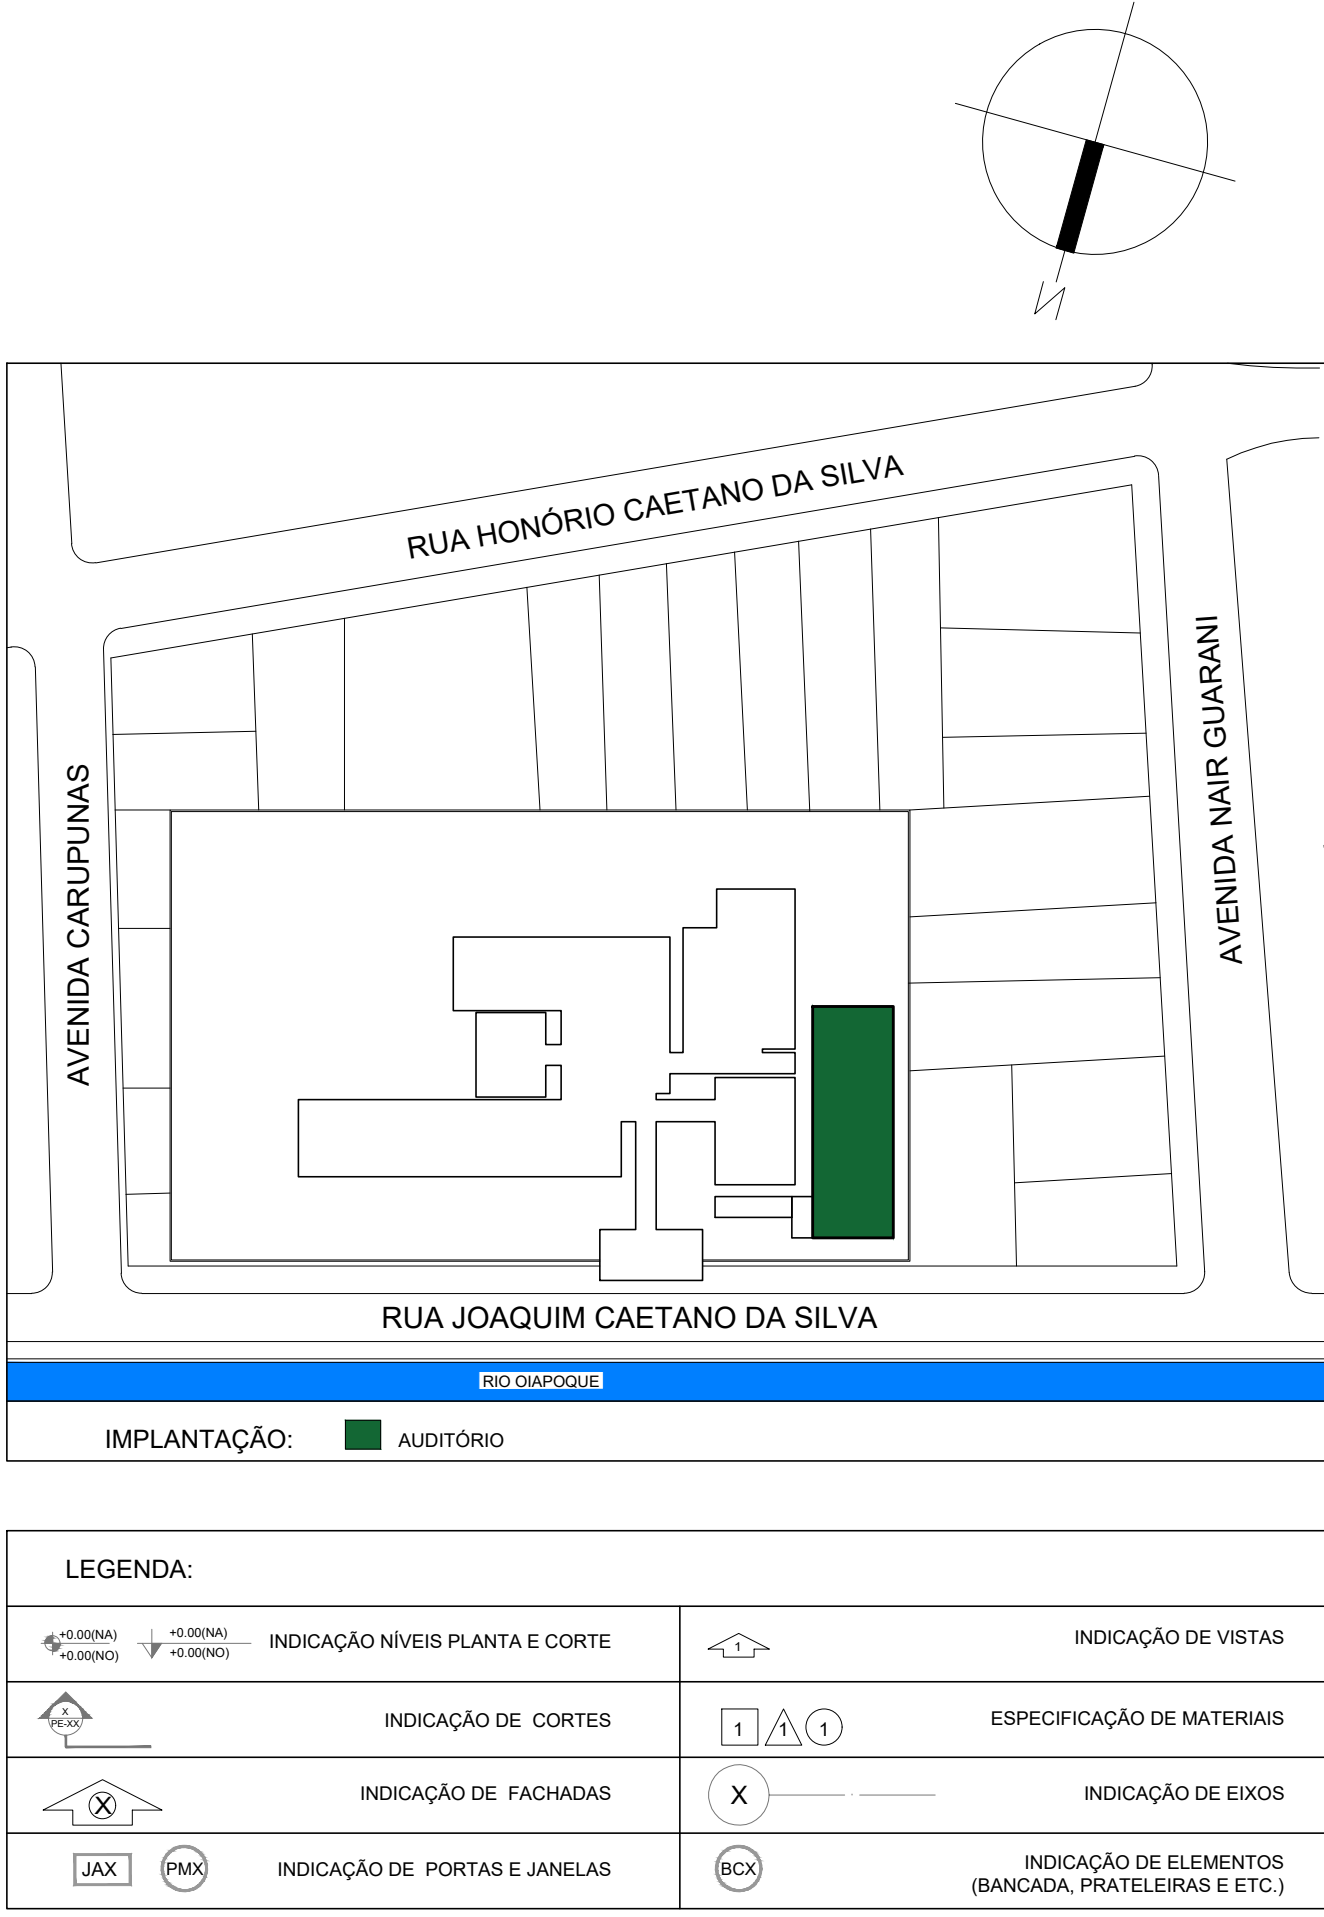 N
RUA HONÓRIO CAETANO DA SILVA
AVENIDA NAIR GUARANI
AVENIDA CARUPUNAS
RUA JOAQUIM CAETANO DA SILVA
RIO OIAPOQUE
IMPLANTAÇÃO:
AUDITÓRIO
LEGENDA:
+0.00(NA)
+0.00(NO)
+0.00(NA)
+0.00(NO)
INDICAÇÃO NÍVEIS PLANTA E CORTE
1
INDICAÇÃO DE VISTAS
X
PE-XX
INDICAÇÃO DE CORTES
1 1 1
ESPECIFICAÇÃO DE MATERIAIS
X
INDICAÇÃO DE FACHADAS
X
INDICAÇÃO DE EIXOS
JAX PMX
INDICAÇÃO DE PORTAS E JANELAS
BCX
INDICAÇÃO DE ELEMENTOS
(BANCADA, PRATELEIRAS E ETC.)